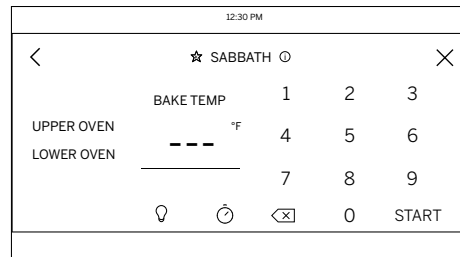 12:30 PM
SABBATH
BAKE TEMP
UPPER OVEN
LOWER OVEN
--- °F
1 2 3
4 5 6
7 8 9
0 START